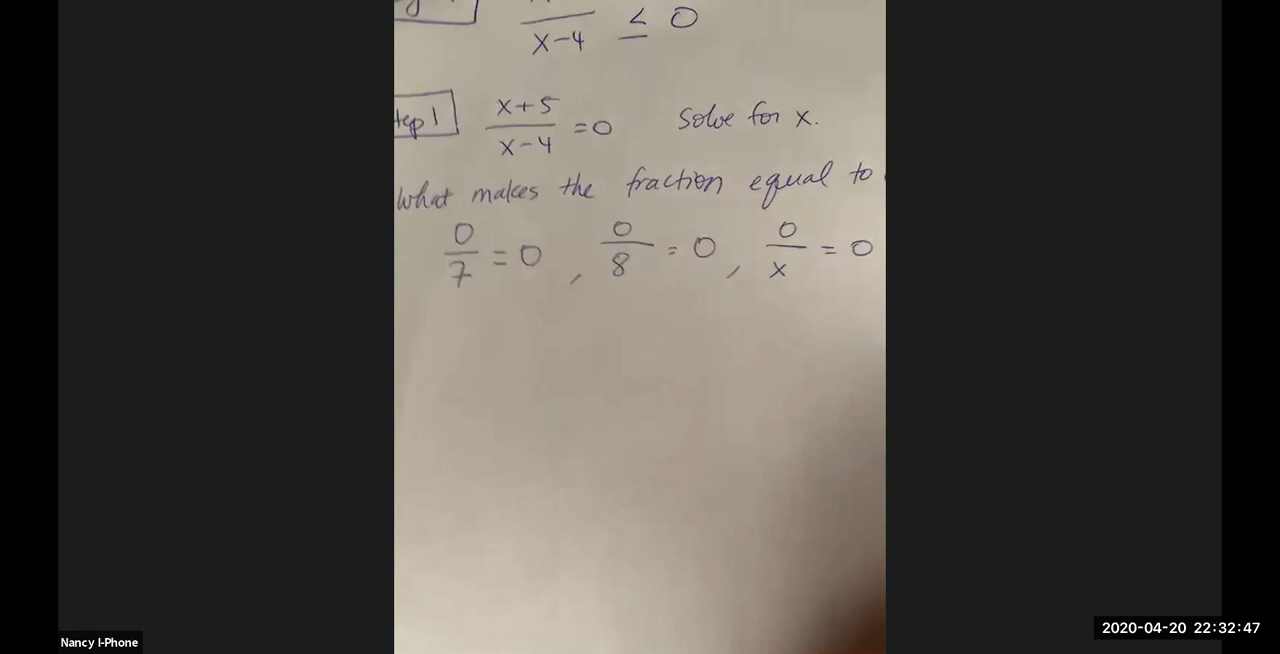 x-4 ≤ 0
tep 1 x+5/x-4 =0 Solve for x.
What makes the fraction equal to
0/7 = 0 , 0/8 = 0 , 0/x = 0
Nancy I-Phone
2020-04-20 22:32:47